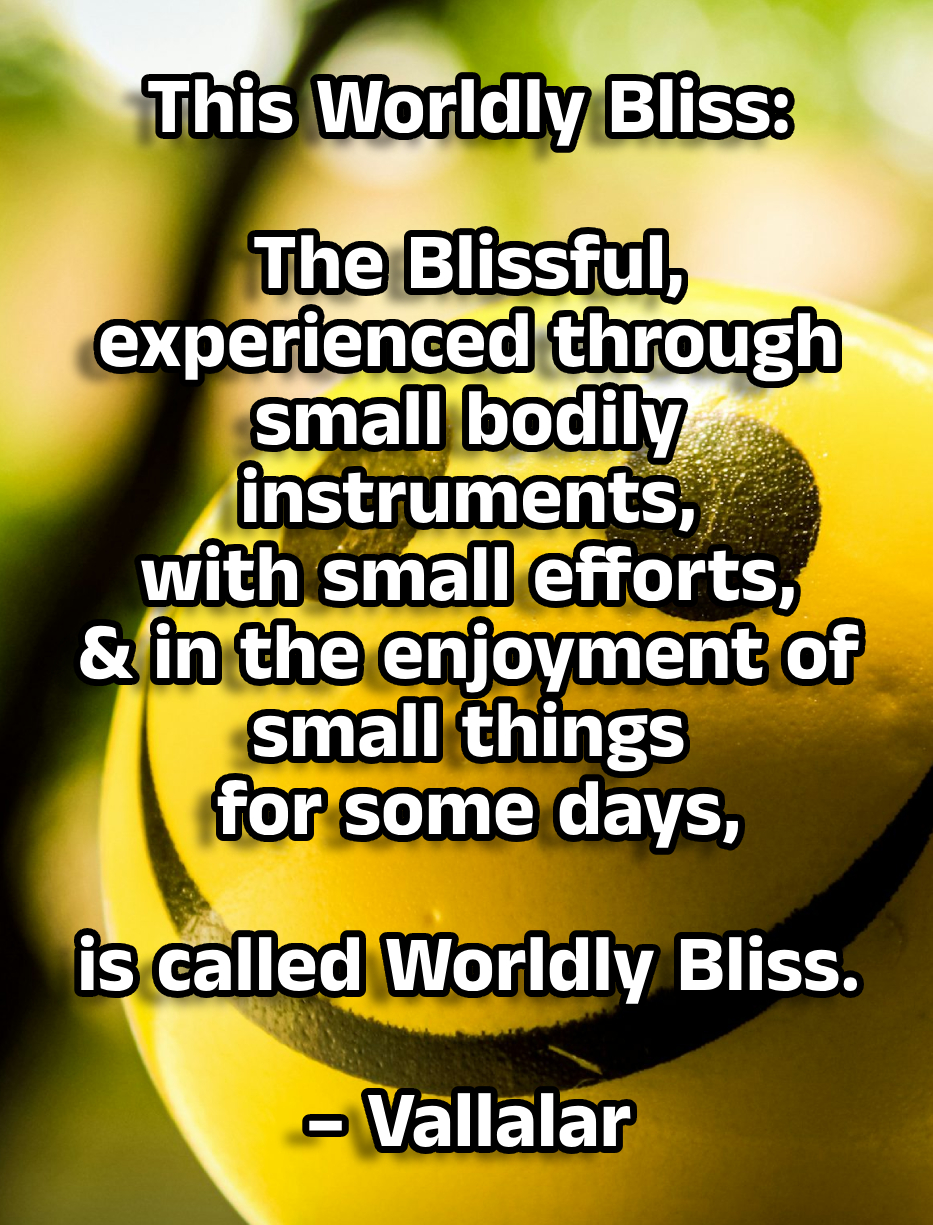 This Worldly Bliss:
The Blissful,
experienced through
small bodily
instruments,
with small efforts,
& in the enjoyment of
small things
for some days,
is called Worldly Bliss.
– Vallalar